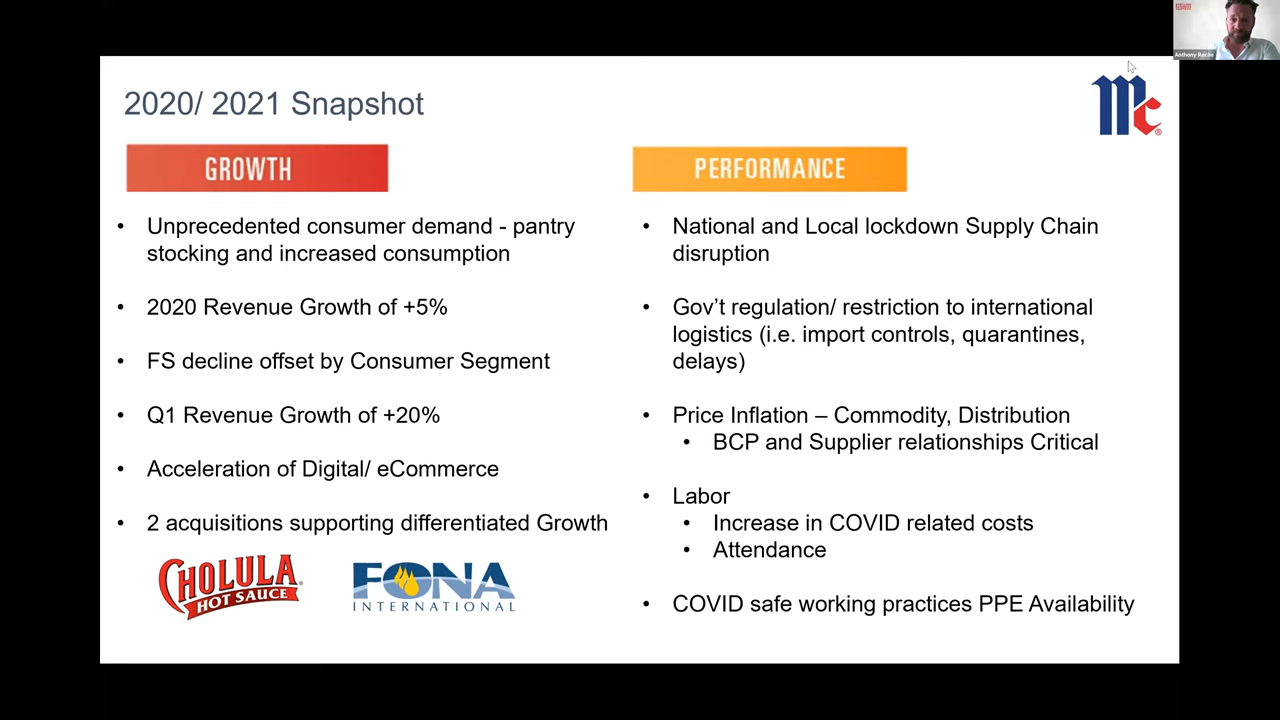 Anthony Raiche
2020/ 2021 Snapshot
Mc®
GROWTH
• Unprecedented consumer demand - pantry
stocking and increased consumption
• 2020 Revenue Growth of +5%
• FS decline offset by Consumer Segment
• Q1 Revenue Growth of +20%
• Acceleration of Digital/ eCommerce
• 2 acquisitions supporting differentiated Growth
CHOLULA®
HOT SAUCE
FONA
INTERNATIONAL
PERFORMANCE
• National and Local lockdown Supply Chain
disruption
• Gov’t regulation/ restriction to international
logistics (i.e. import controls, quarantines,
delays)
• Price Inflation – Commodity, Distribution
• BCP and Supplier relationships Critical
• Labor
• Increase in COVID related costs
• Attendance
• COVID safe working practices PPE Availability